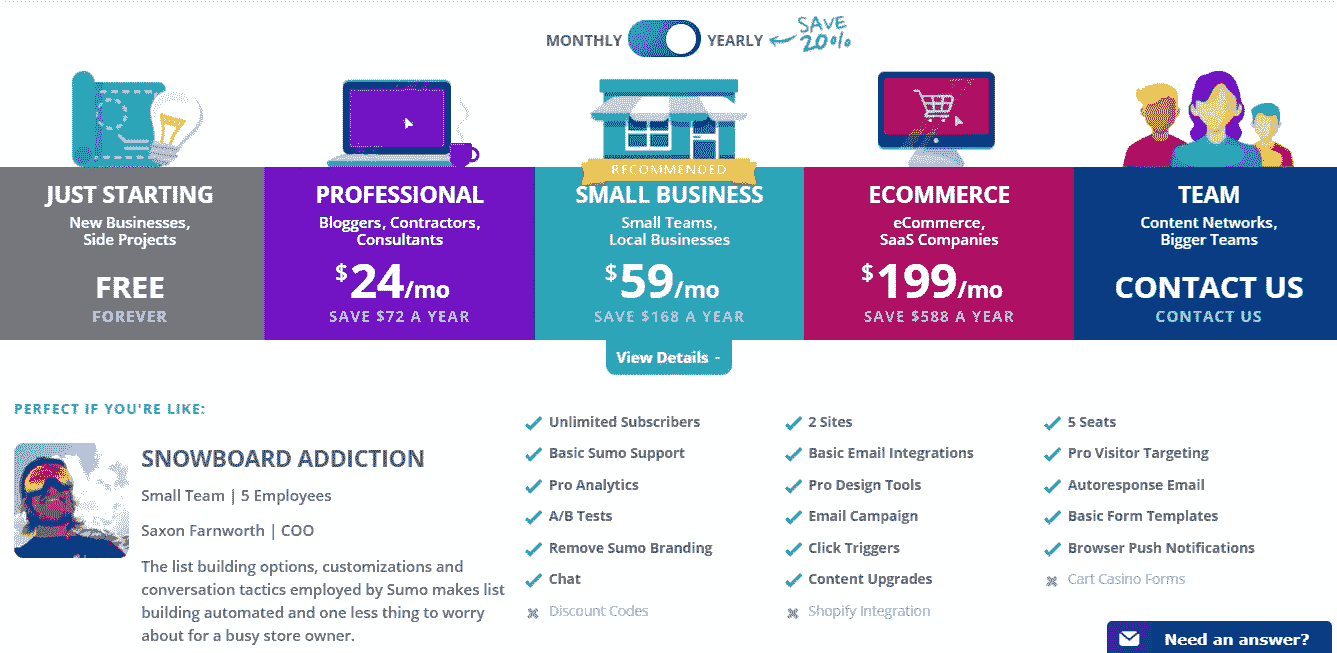 MONTHLY YEARLY SAVE 20%
JUST STARTING
New Businesses,
Side Projects
FREE
FOREVER
PROFESSIONAL
Bloggers, Contractors,
Consultants
$24/mo
SAVE $72 A YEAR
RECOMMENDED
SMALL BUSINESS
Small Teams,
Local Businesses
$59/mo
SAVE $168 A YEAR
View Details -
ECOMMERCE
eCommerce,
SaaS Companies
$199/mo
SAVE $588 A YEAR
TEAM
Content Networks,
Bigger Teams
CONTACT US
CONTACT US
PERFECT IF YOU'RE LIKE:
SNOWBOARD ADDICTION
Small Team | 5 Employees
Saxon Farnworth | COO
The list building options, customizations and
conversation tactics employed by Sumo makes list
building automated and one less thing to worry
about for a busy store owner.
Unlimited Subscribers
Basic Sumo Support
Pro Analytics
A/B Tests
Remove Sumo Branding
Chat
Discount Codes
2 Sites
Basic Email Integrations
Pro Design Tools
Email Campaign
Click Triggers
Content Upgrades
Shopify Integration
5 Seats
Pro Visitor Targeting
Autoresponse Email
Basic Form Templates
Browser Push Notifications
Cart Casino Forms
Need an answer?